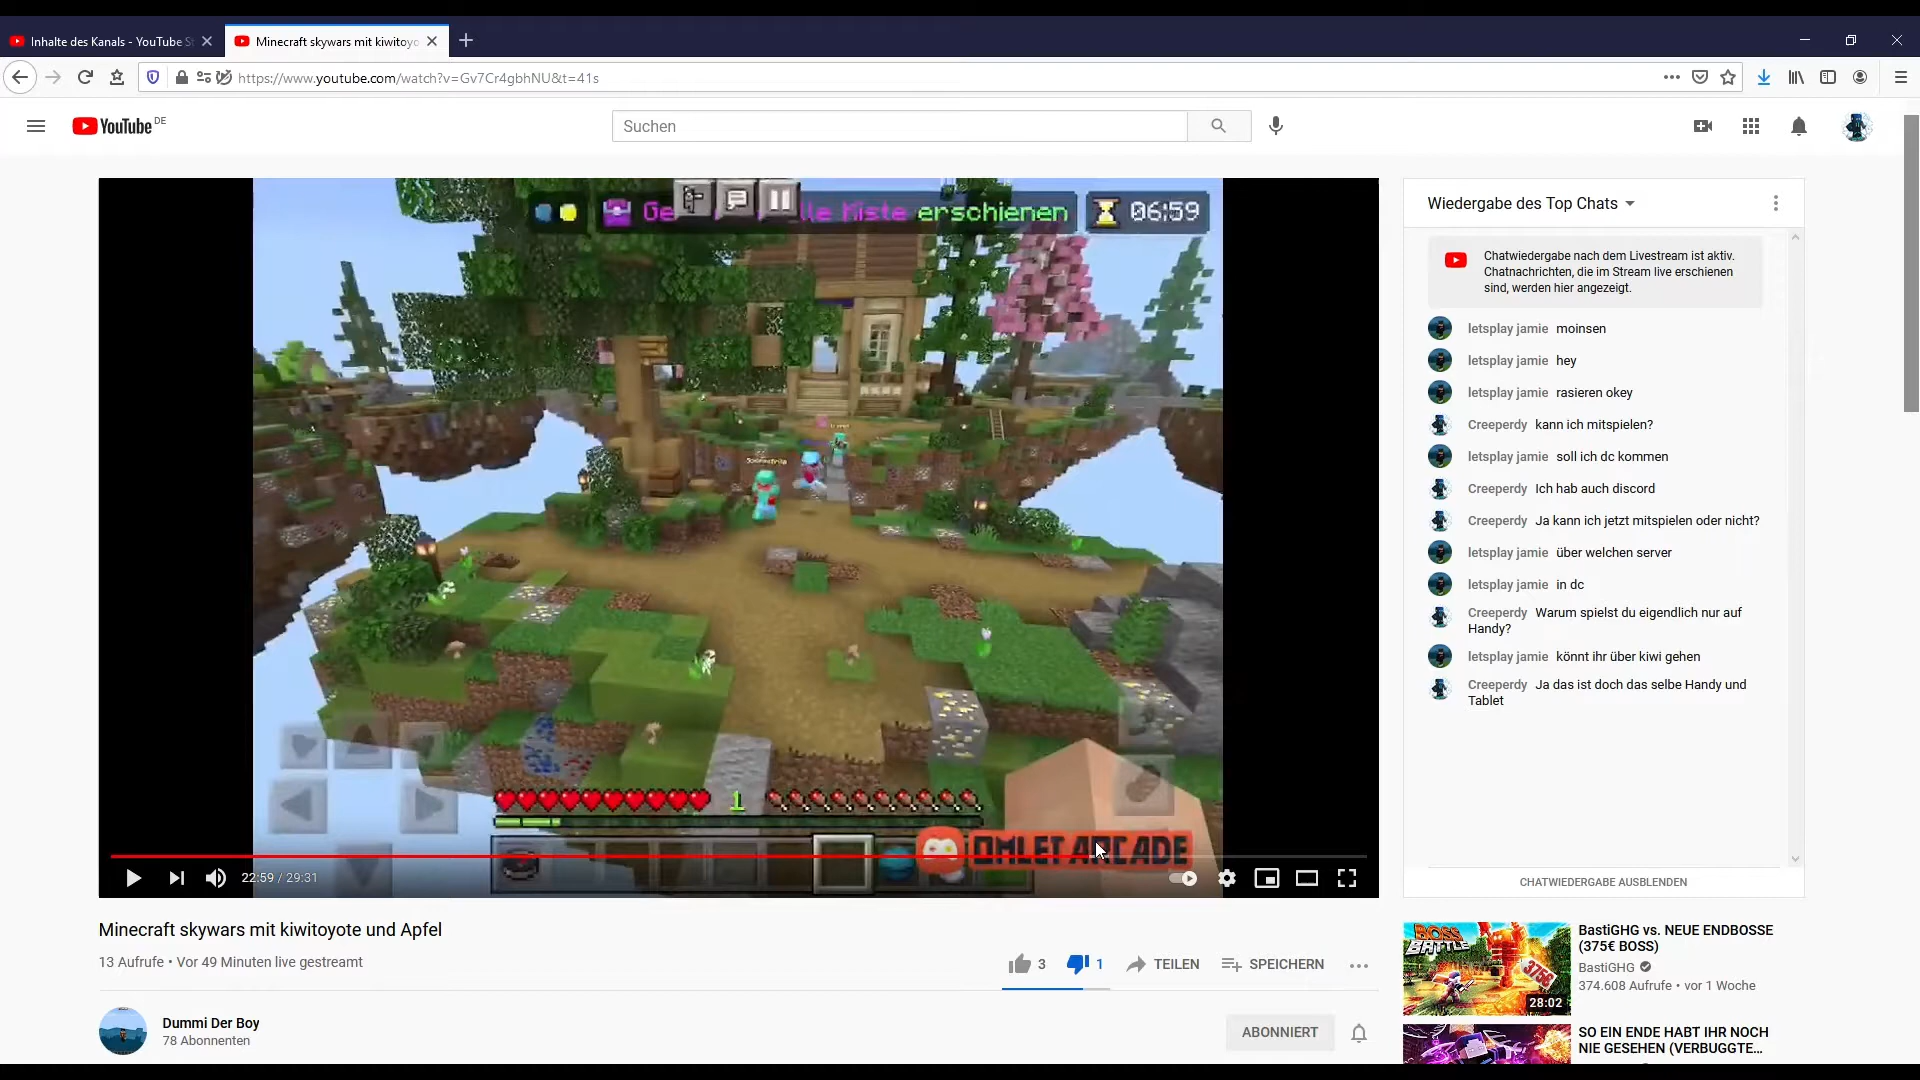 Inhalte des Kanals - YouTube St
Minecraft skywars mit kiwitoyo
https://www.youtube.com/watch?v=Gv7Cr4gbhNU&t=41s
YouTube DE
Suchen
erschienen
06:59
Wiedergabe des Top Chats
Chatwiedergabe nach dem Livestream ist aktiv.
Chatnachrichten, die im Stream live erschienen
sind, werden hier angezeigt.
letsplay jamie moinsen
letsplay jamie hey
letsplay jamie rasieren okey
Creeperdy kann ich mitspielen?
letsplay jamie soll ich dc kommen
Creeperdy Ich hab auch discord
Creeperdy Ja kann ich jetzt mitspielen oder nicht?
letsplay jamie über welchen server
letsplay jamie in dc
Creeperdy Warum spielst du eigendlich nur auf
Handy?
letsplay jamie könnt ihr über kiwi gehen
Creeperdy Ja das ist doch das selbe Handy und
Tablet
CHATWIEDERGABE AUSBLENDEN
1
OMLET ARCADE
22:59 / 29:31
Minecraft skywars mit kiwitoyote und Apfel
13 Aufrufe • Vor 49 Minuten live gestreamt
3
1
TEILEN
SPEICHERN
Dummi Der Boy
78 Abonnenten
ABONNIERT
BOSS
BATTLE
375€
28:02
BastiGHG vs. NEUE ENDBOSSE
(375€ BOSS)
BastiGHG
374.608 Aufrufe • vor 1 Woche
SO EIN ENDE HABT IHR NOCH
NIE GESEHEN (VERBUGGTE...